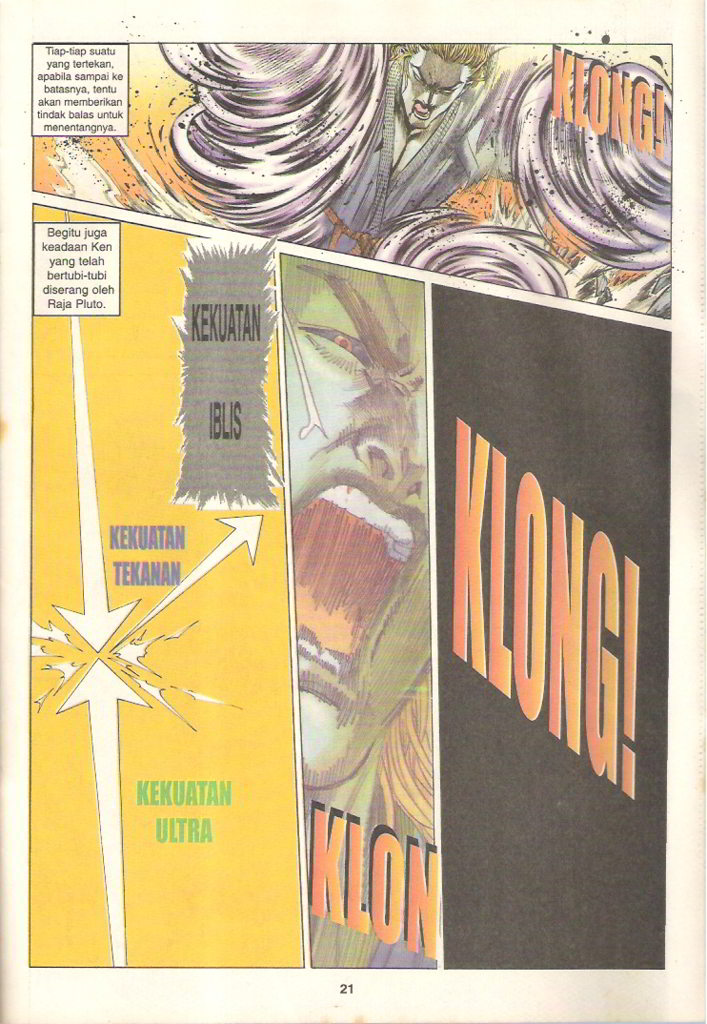 Tiap-tiap suatu
yang tertekan,
apabila sampai ke
batasnya, tentu
akan memberikan
tindak balas untuk
menentangnya.
KLONG!
Begitu juga
keadaan Ken
yang telah
bertubi-tubi
diserang oleh
Raja Pluto.
KEKUATAN
IBLIS
KEKUATAN
TEKANAN
KEKUATAN
ULTRA
KLON
KLONG!
21